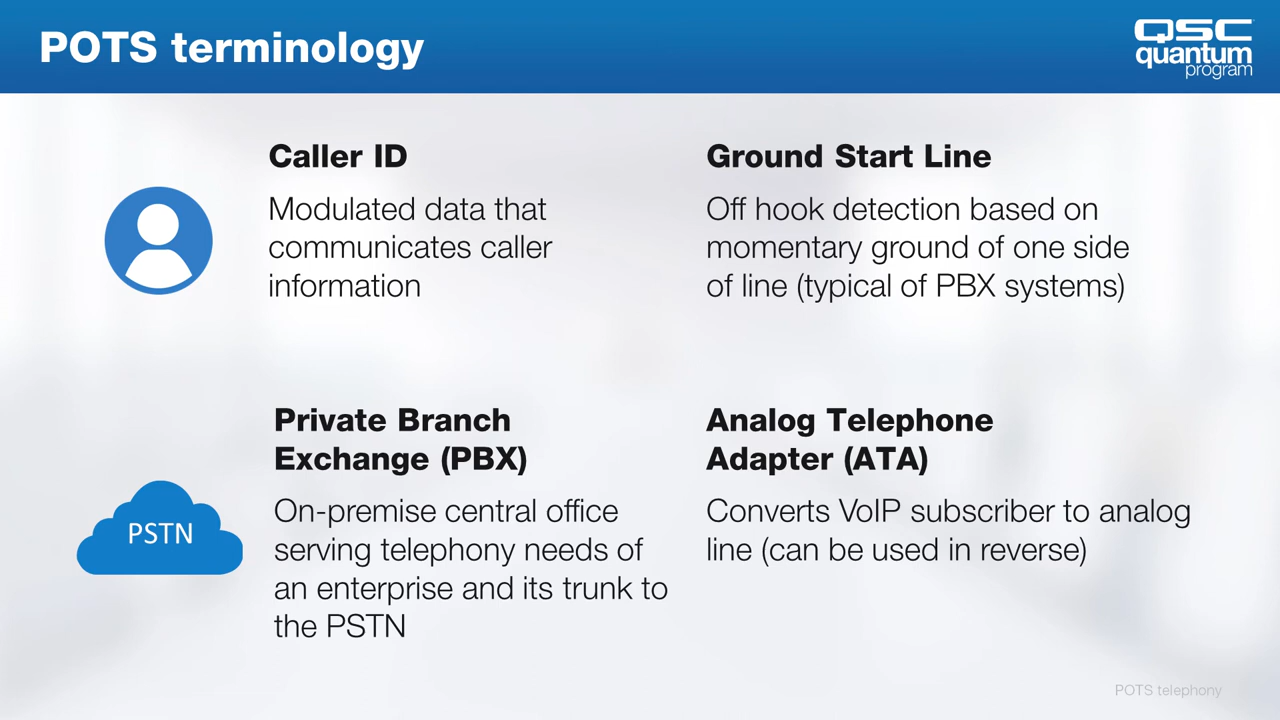 POTS terminology
QSC
quantum
program
Caller ID
Modulated data that
communicates caller
information
Ground Start Line
Off hook detection based on
momentary ground of one side
of line (typical of PBX systems)
PSTN
Private Branch
Exchange (PBX)
On-premise central office
serving telephony needs of
an enterprise and its trunk to
the PSTN
Analog Telephone
Adapter (ATA)
Converts VoIP subscriber to analog
line (can be used in reverse)
POTS telephony